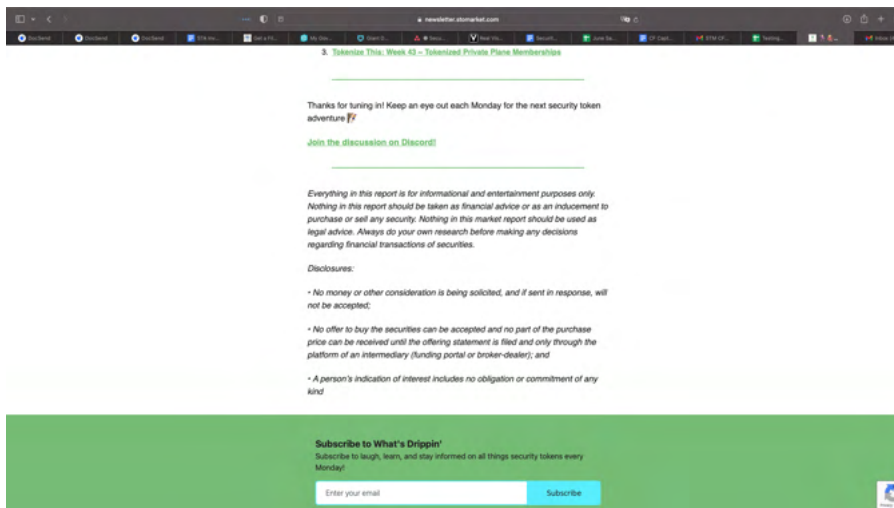 newsletter.stomarket.com
DocSend
DocSend
DocSend
3. Tokenize This: Week 43 – Tokenized Private Plane Memberships
Thanks for tuning in! Keep an eye out each Monday for the next security token
adventure
Join the discussion on Discord!
Everything in this report is for informational and entertainment purposes only.
Nothing in this report should be taken as financial advice or as an inducement to
purchase or sell any security. Nothing in this market report should be used as
legal advice. Always do your own research before making any decisions
regarding financial transactions of securities.
Disclosures:
• No money or other consideration is being solicited, and if sent in response, will
not be accepted;
• No offer to buy the securities can be accepted and no part of the purchase
price can be received until the offering statement is filed and only through the
platform of an intermediary (funding portal or broker-dealer); and
• A person's indication of interest includes no obligation or commitment of any
kind
Subscribe to What's Drippin'
Subscribe to laugh, learn, and stay informed on all things security tokens every
Monday!
Enter your email
Subscribe